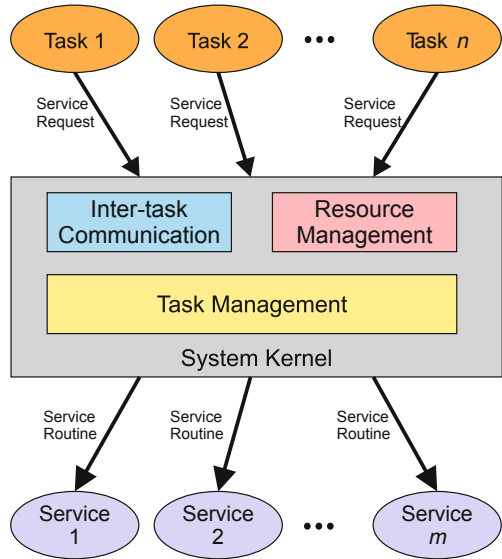 Task 1 Task 2 ••• Task n
Service Service Service
Request Request Request
Inter-task Resource
Communication Management
Task Management
System Kernel
Service Service Service
Routine Routine Routine
Service Service ••• Service
1 2 m